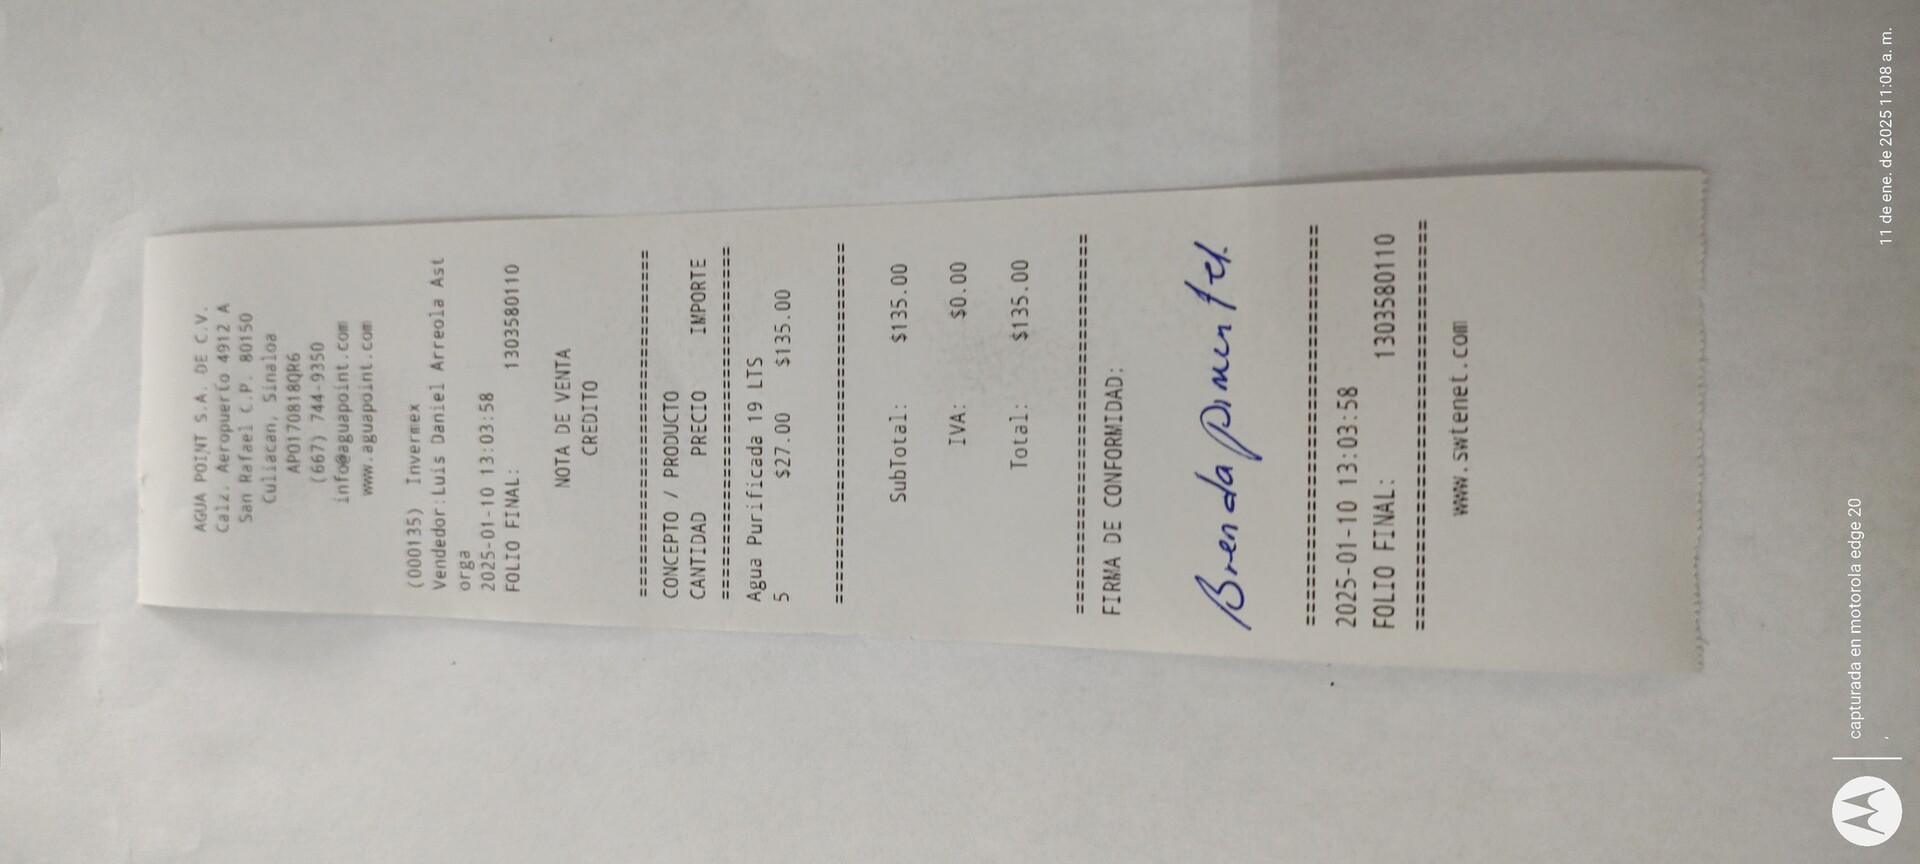 AGUA POINT S.A. DE C.V.
Calz. Aeropuerto 4912 A
San Rafael C.P. 80150
Culiacan, Sinaloa
APO170818QR6
(667) 744-9350
info@aguapoint.com
www.aguapoint.com
(000135) Invermex
Vendedor:Luis Daniel Arreola Ast
orga
2025-01-10 13:03:58
FOLIO FINAL: 1303580110
NOTA DE VENTA
CREDITO
================================
CONCEPTO / PRODUCTO
CANTIDAD PRECIO IMPORTE
================================
Agua Purificada 19 LTS
5 $27.00 $135.00
================================
SubTotal: $135.00
IVA: $0.00
Total: $135.00
================================
FIRMA DE CONFORMIDAD:
Brenda Pimentel.
================================
2025-01-10 13:03:58
FOLIO FINAL: 1303580110
================================
www.swtenet.com
capturada en motorola edge 20
,
11 de ene. de 2025 11:08 a. m.